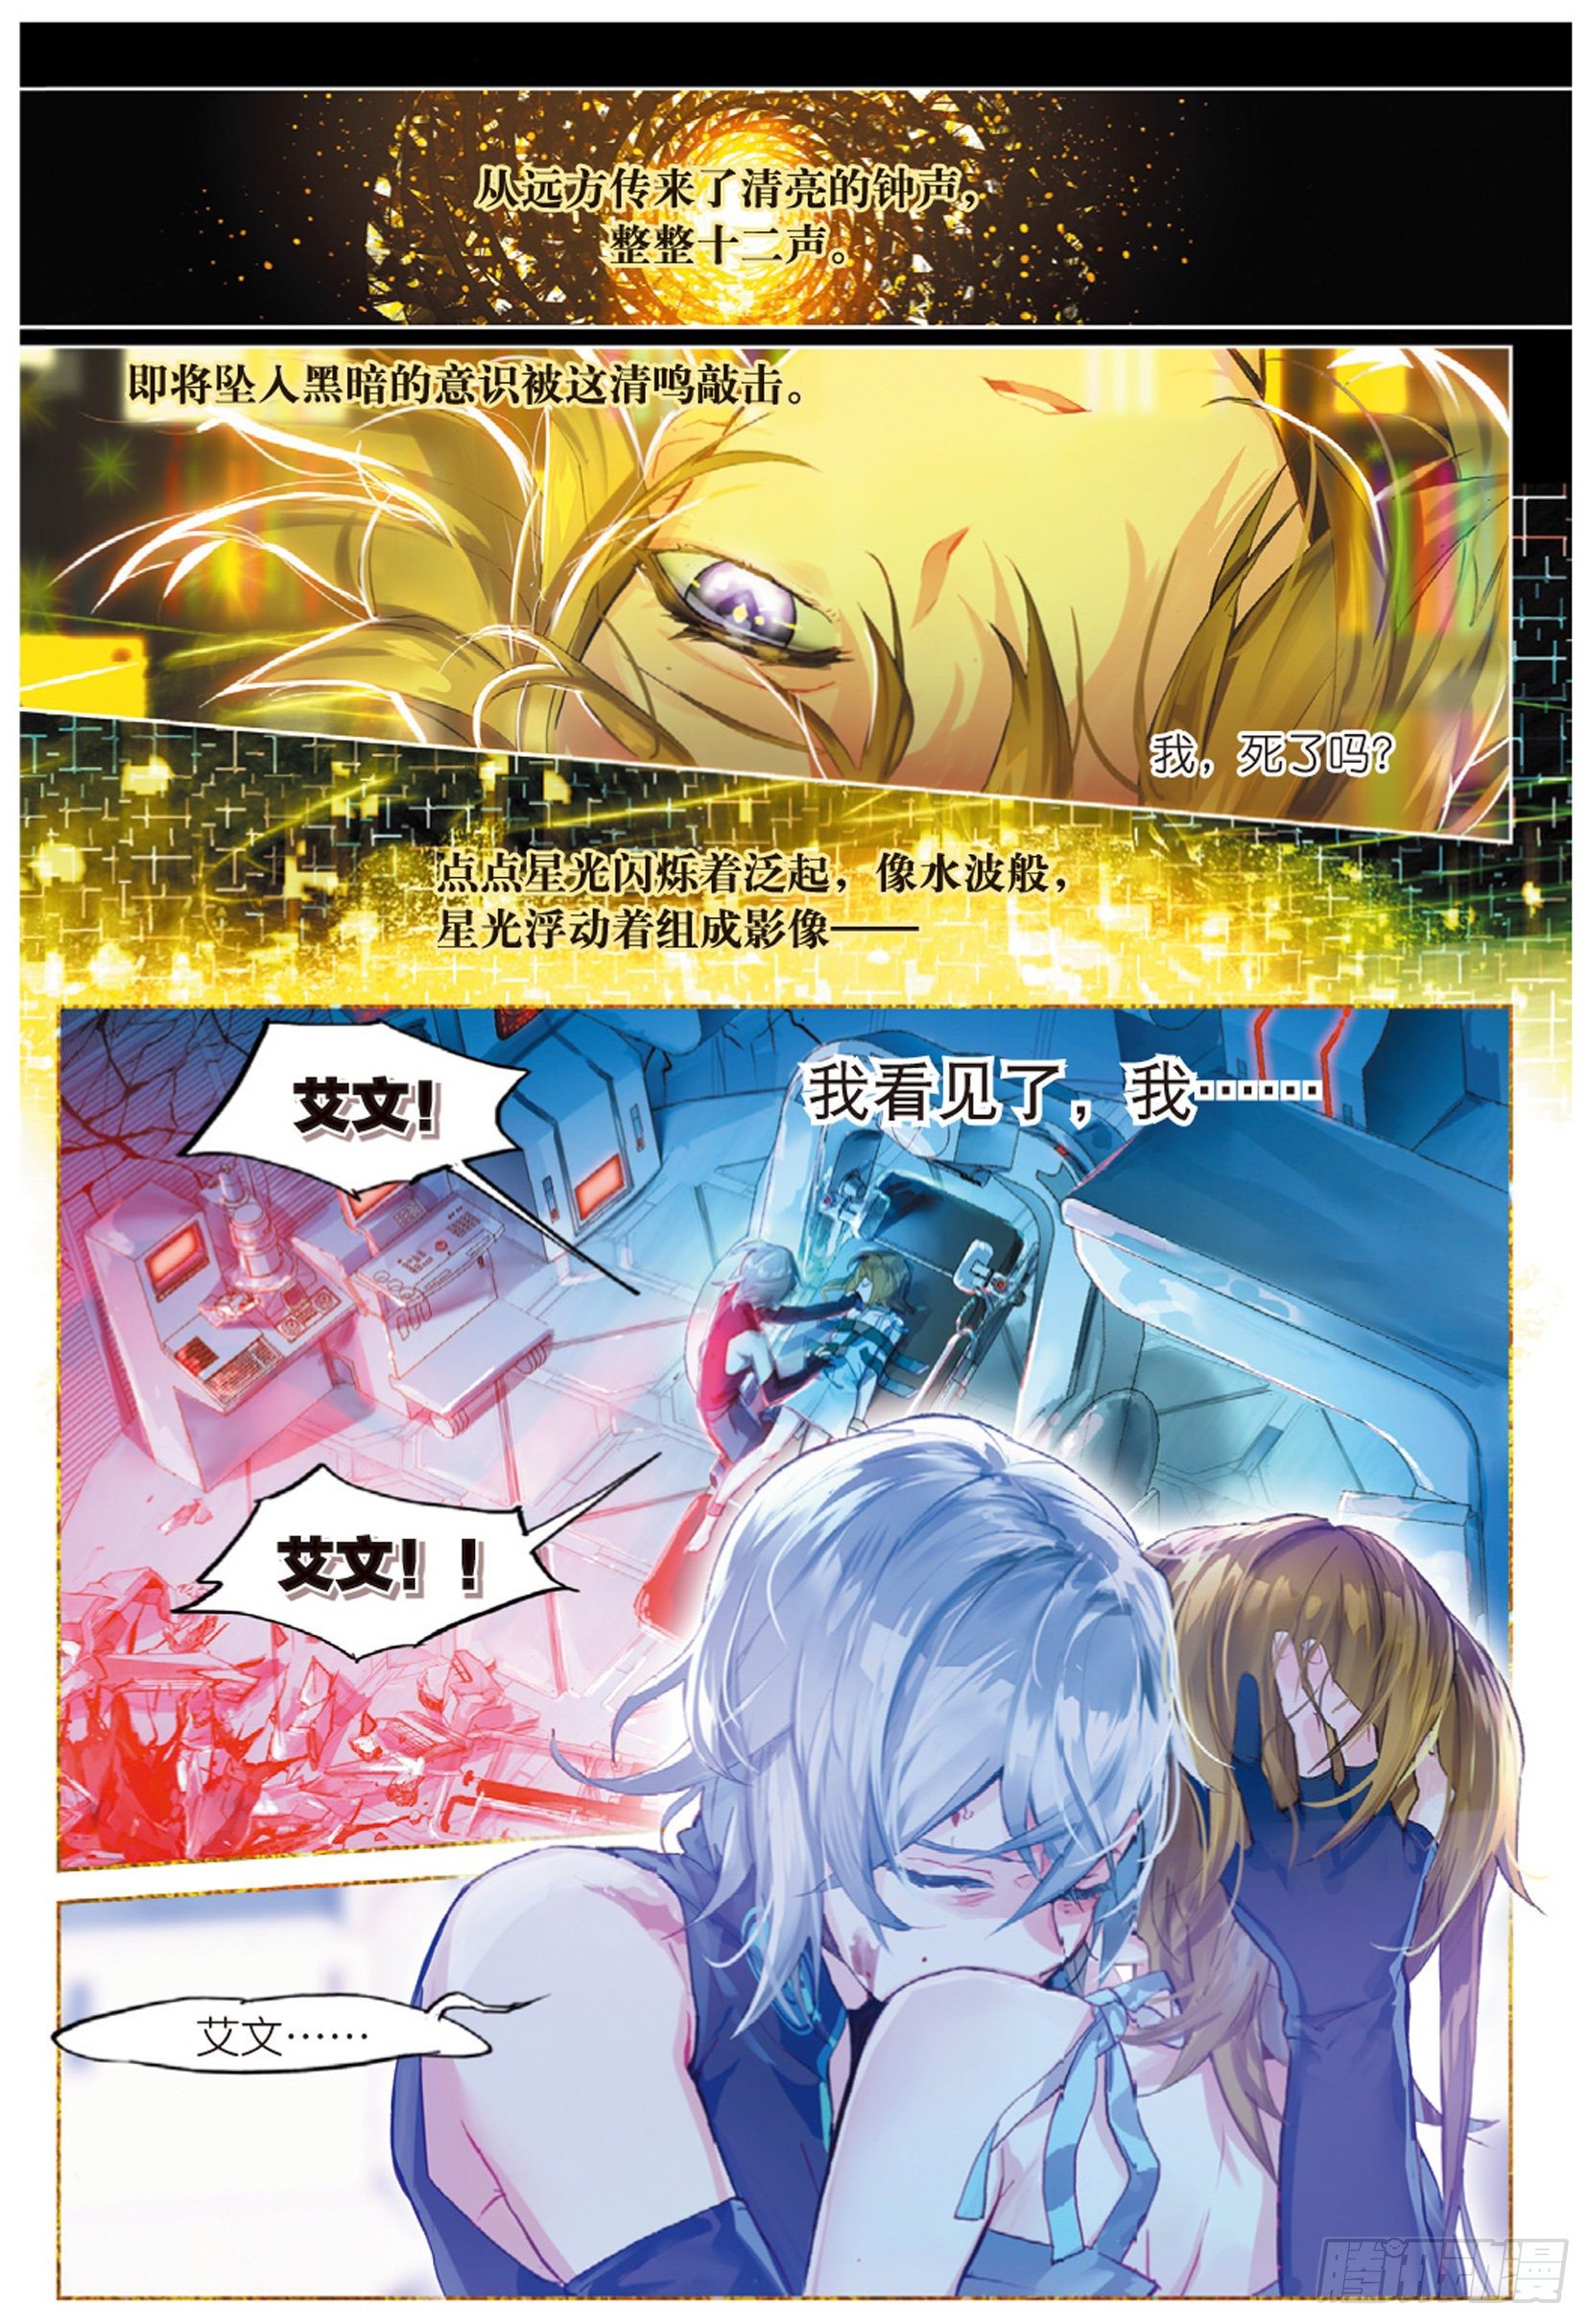 从远方传来了清亮的钟声，
整整十二声。
即将坠入黑暗的意识被这清鸣敲击。
我，死了吗？
点点星光闪烁着泛起，像水波般，
星光浮动着组成影像——
艾文！
我看见了，我……
艾文！！
艾文……
腾讯动漫